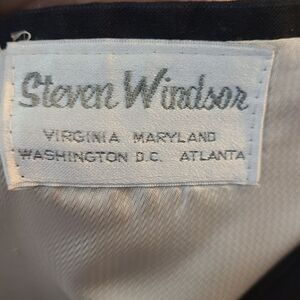 Steven Windsor
VIRGINIA MARYLAND
WASHINGTON D.C. ATLANTA